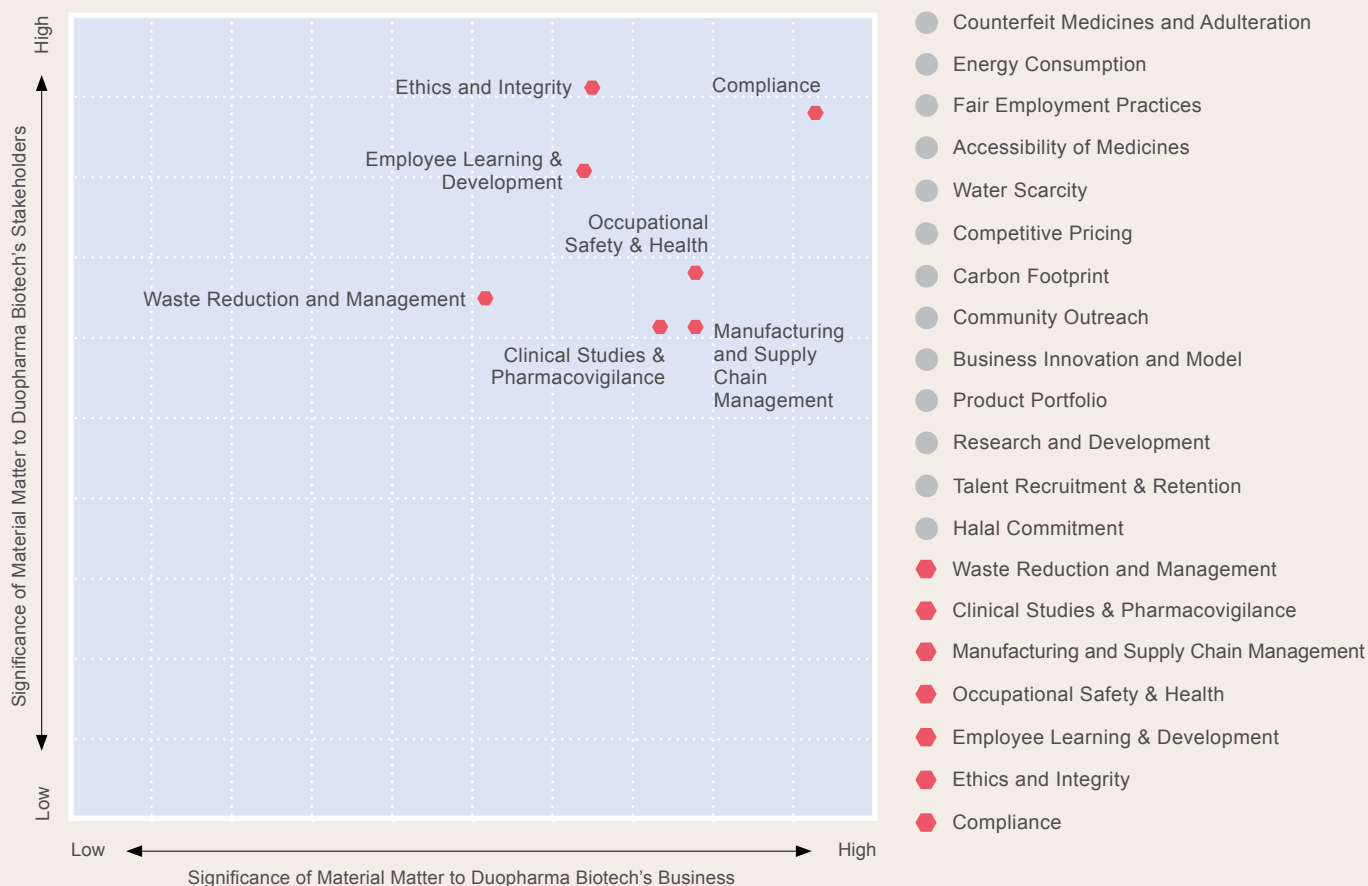 High
Significance of Material Matter to Duopharma Biotech's Stakeholders
Low
Ethics and Integrity
Compliance
Employee Learning &
Development
Occupational
Safety & Health
Waste Reduction and Management
Clinical Studies &
Pharmacovigilance
Manufacturing
and Supply
Chain
Management
Low
High
Significance of Material Matter to Duopharma Biotech's Business
Counterfeit Medicines and Adulteration
Energy Consumption
Fair Employment Practices
Accessibility of Medicines
Water Scarcity
Competitive Pricing
Carbon Footprint
Community Outreach
Business Innovation and Model
Product Portfolio
Research and Development
Talent Recruitment & Retention
Halal Commitment
Waste Reduction and Management
Clinical Studies & Pharmacovigilance
Manufacturing and Supply Chain Management
Occupational Safety & Health
Employee Learning & Development
Ethics and Integrity
Compliance